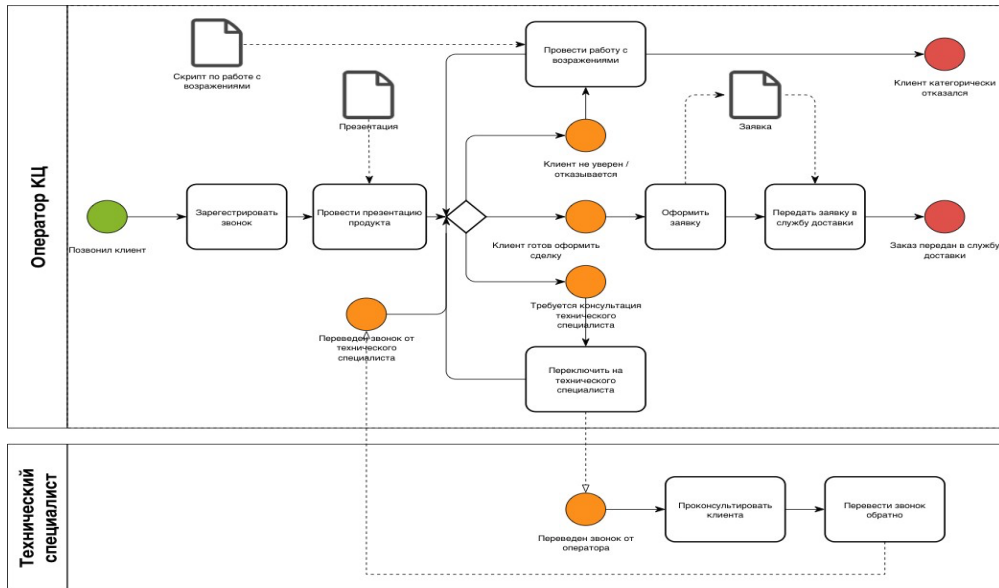 Оператор КЦ
Скрипт по работе с
возражениями
Провести работу с
возражениями
Клиент категорически
отказался
Презентация
Заявка
Клиент не уверен /
отказывается
Позвонил клиент
Зарегестрировать
звонок
Провести презентацию
продукта
Клиент готов оформить
сделку
Оформить
заявку
Передать заявку в
службу доставки
Заказ передан в службу
доставки
Требуется консультация
технического
специалиста
Переведен звонок от
технического
специалиста
Переключить на
технического
специалиста
Технический
специалист
Переведен звонок от
оператора
Проконсультировать
клиента
Перевести звонок
обратно